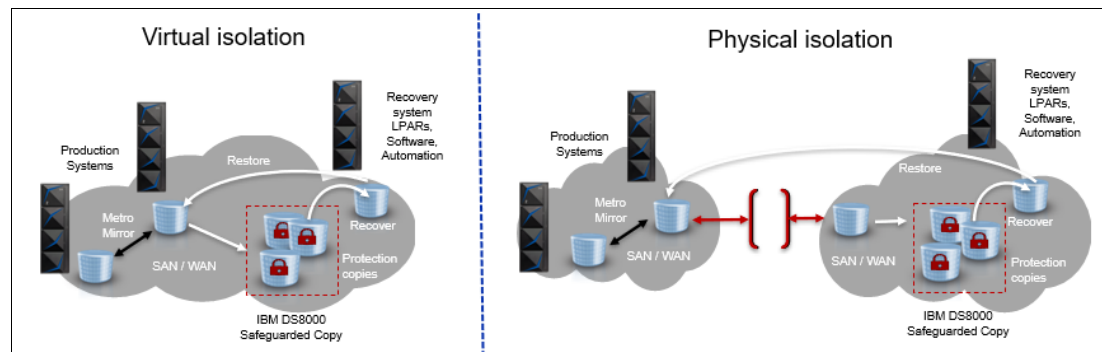 Virtual isolation
Production
Systems
Recovery
system
LPARs,
Software,
Automation
Restore
Metro
Mirror
Recover
SAN / WAN
Protection
copies
IBM DS8000
Safeguarded Copy
Physical isolation
Production
Systems
Recovery
system
LPARs,
Software,
Automation
Restore
Metro
Mirror
Recover
SAN / WAN
SAN / WAN
Protection
copies
IBM DS8000
Safeguarded Copy